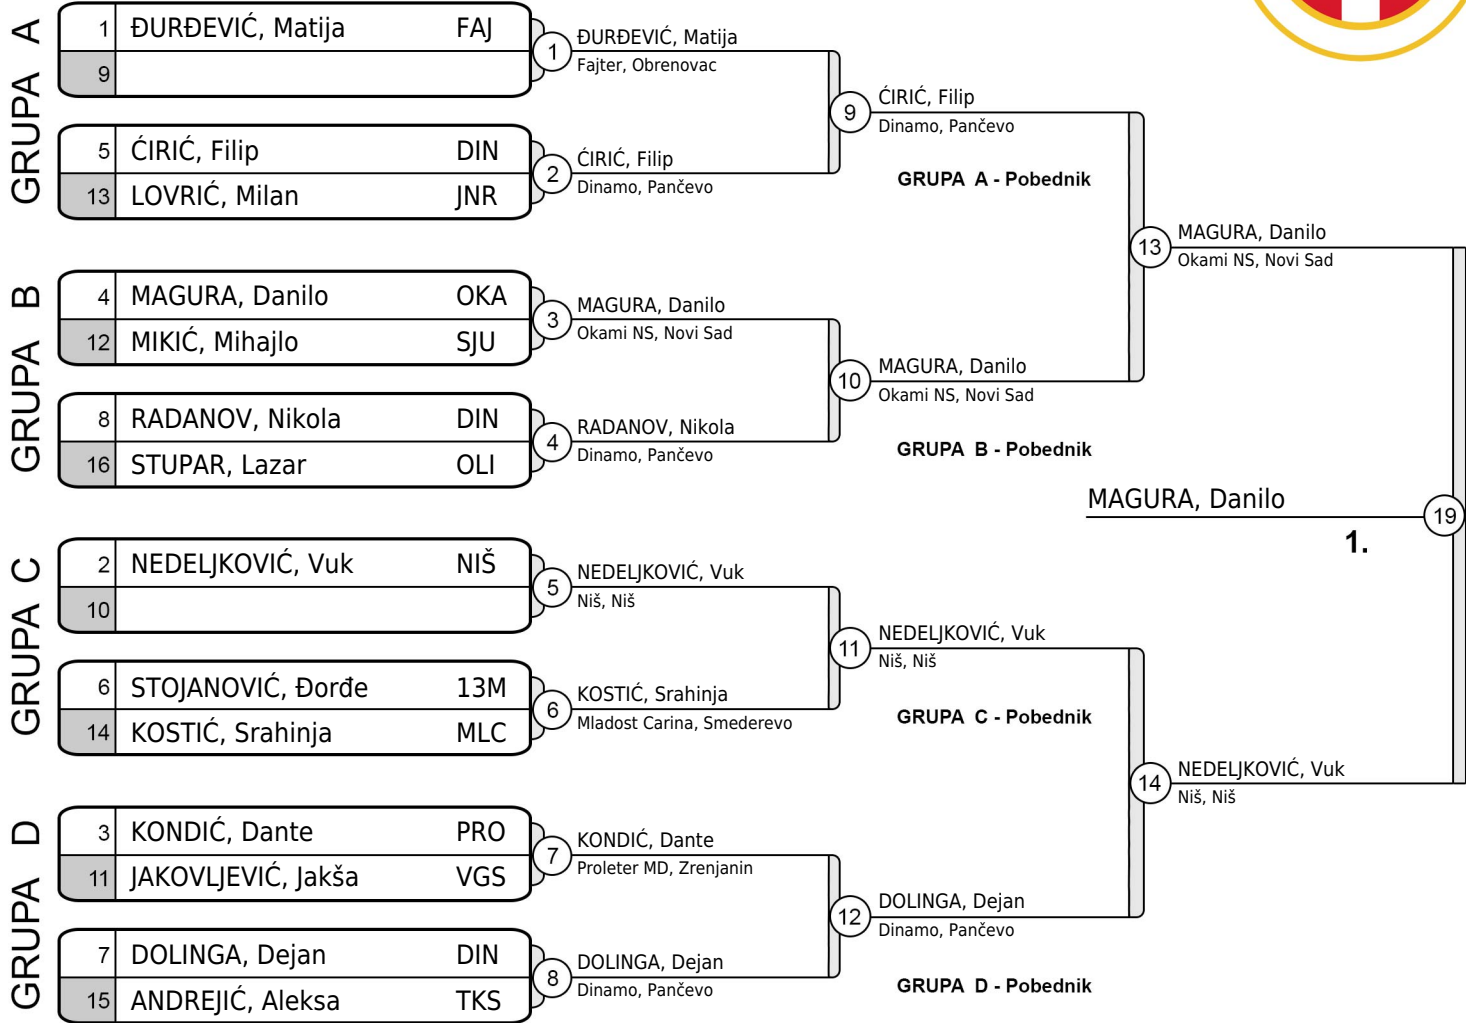 GRUPA A
1 ĐURĐEVIĆ, Matija FAJ
9
5 ĆIRIĆ, Filip DIN
13 LOVRIĆ, Milan JNR
GRUPA B
4 MAGURA, Danilo OKA
12 MIKIĆ, Mihajlo SJU
8 RADANOV, Nikola DIN
16 STUPAR, Lazar OLI
GRUPA C
2 NEDELJKOVIĆ, Vuk NIŠ
10
6 STOJANOVIĆ, Đorđe 13M
14 KOSTIĆ, Srahinja MLC
GRUPA D
3 KONDIĆ, Dante PRO
11 JAKOVLJEVIĆ, Jakša VGS
7 DOLINGA, Dejan DIN
15 ANDREJIĆ, Aleksa TKS
1 ĐURĐEVIĆ, Matija
Fajter, Obrenovac
2 ĆIRIĆ, Filip
Dinamo, Pančevo
3 MAGURA, Danilo
Okami NS, Novi Sad
4 RADANOV, Nikola
Dinamo, Pančevo
5 NEDELJKOVIĆ, Vuk
Niš, Niš
6 KOSTIĆ, Srahinja
Mladost Carina, Smederevo
7 KONDIĆ, Dante
Proleter MD, Zrenjanin
8 DOLINGA, Dejan
Dinamo, Pančevo
9 ĆIRIĆ, Filip
Dinamo, Pančevo
GRUPA A - Pobednik
10 MAGURA, Danilo
Okami NS, Novi Sad
GRUPA B - Pobednik
11 NEDELJKOVIĆ, Vuk
Niš, Niš
GRUPA C - Pobednik
12 DOLINGA, Dejan
Dinamo, Pančevo
GRUPA D - Pobednik
13 MAGURA, Danilo
Okami NS, Novi Sad
14 NEDELJKOVIĆ, Vuk
Niš, Niš
MAGURA, Danilo 19
1.